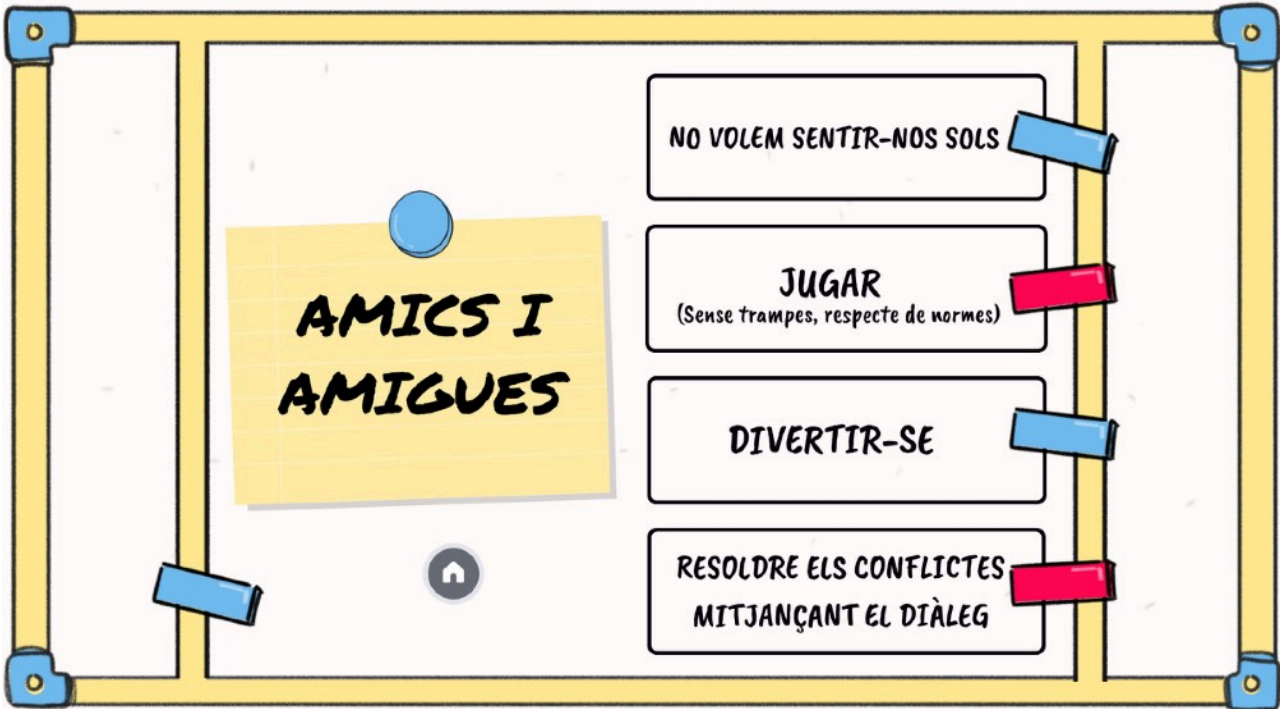 AMICS I
AMIGUES
NO VOLEM SENTIR-NOS SOLS
JUGAR
(Sense trampes, respecte de normes)
DIVERTIR-SE
RESOLDRE ELS CONFLICTES
MITJANÇANT EL DIÀLEG